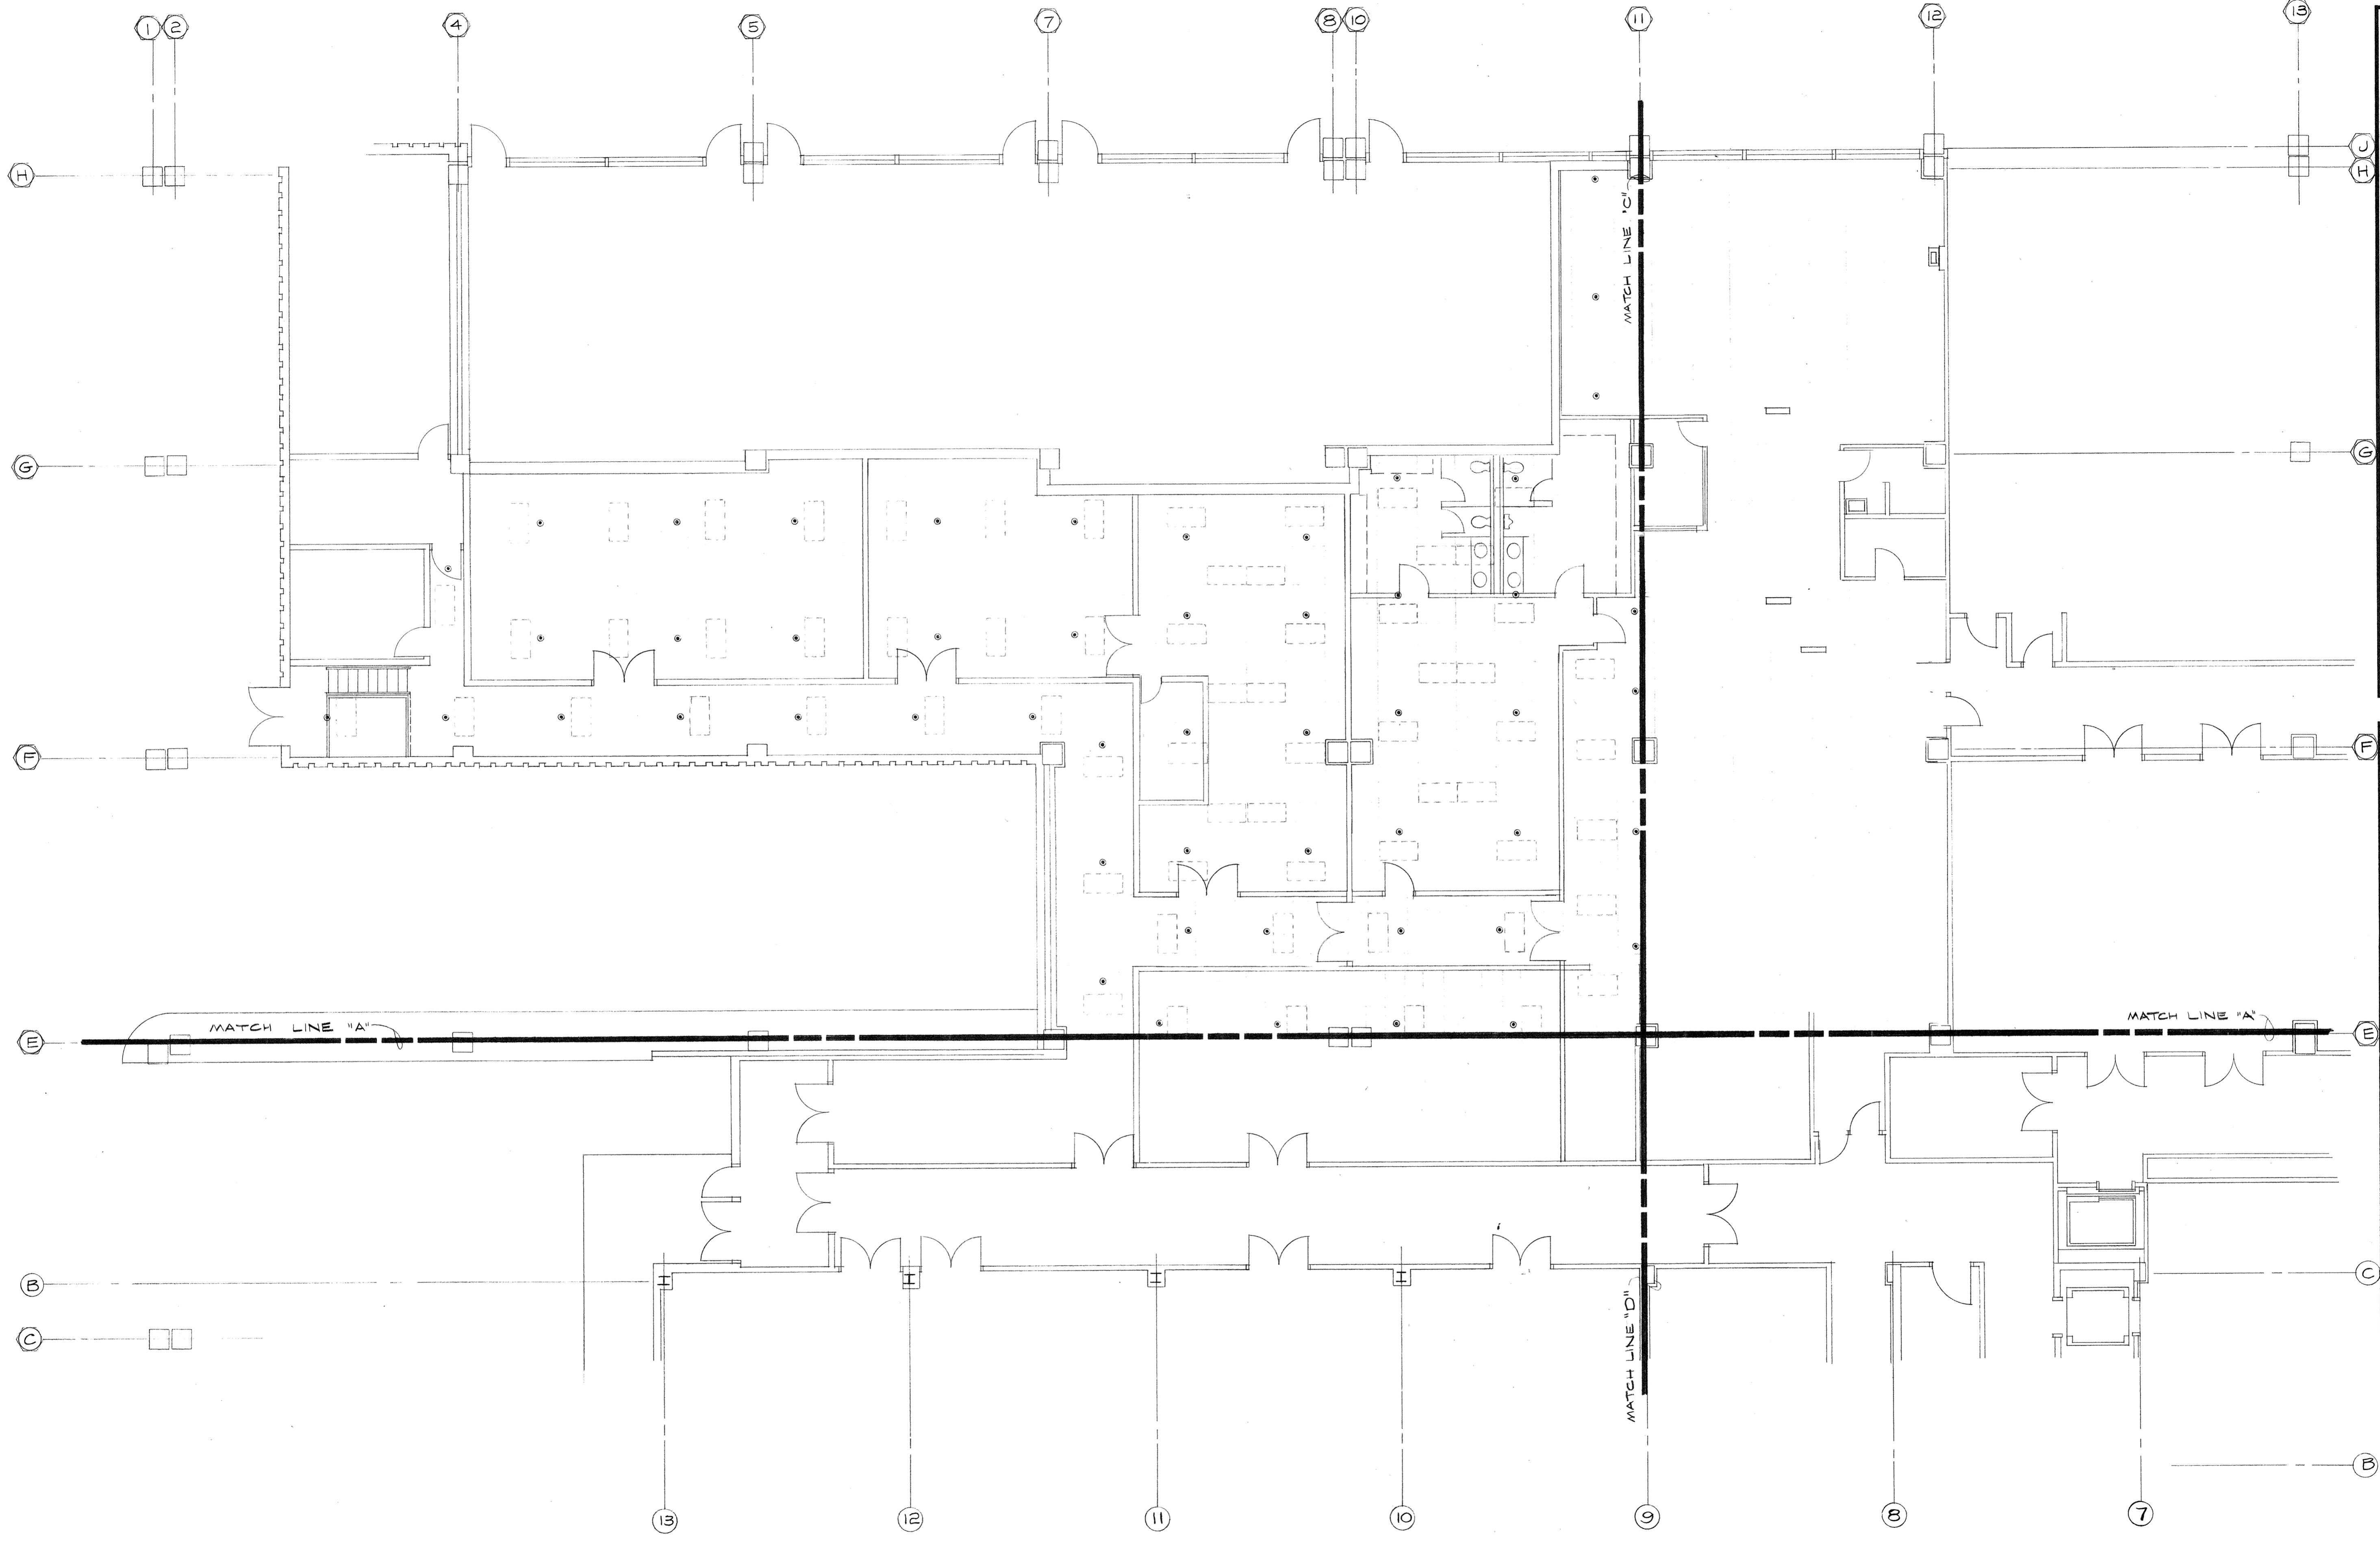 1 2 4 5 7 8 10 11 12 13
J
H H
MATCH LINE "C"
G G
F F
MATCH LINE "A" MATCH LINE "A"
E E
B C
MATCH LINE "D"
C
B
13 12 11 10 9 8 7